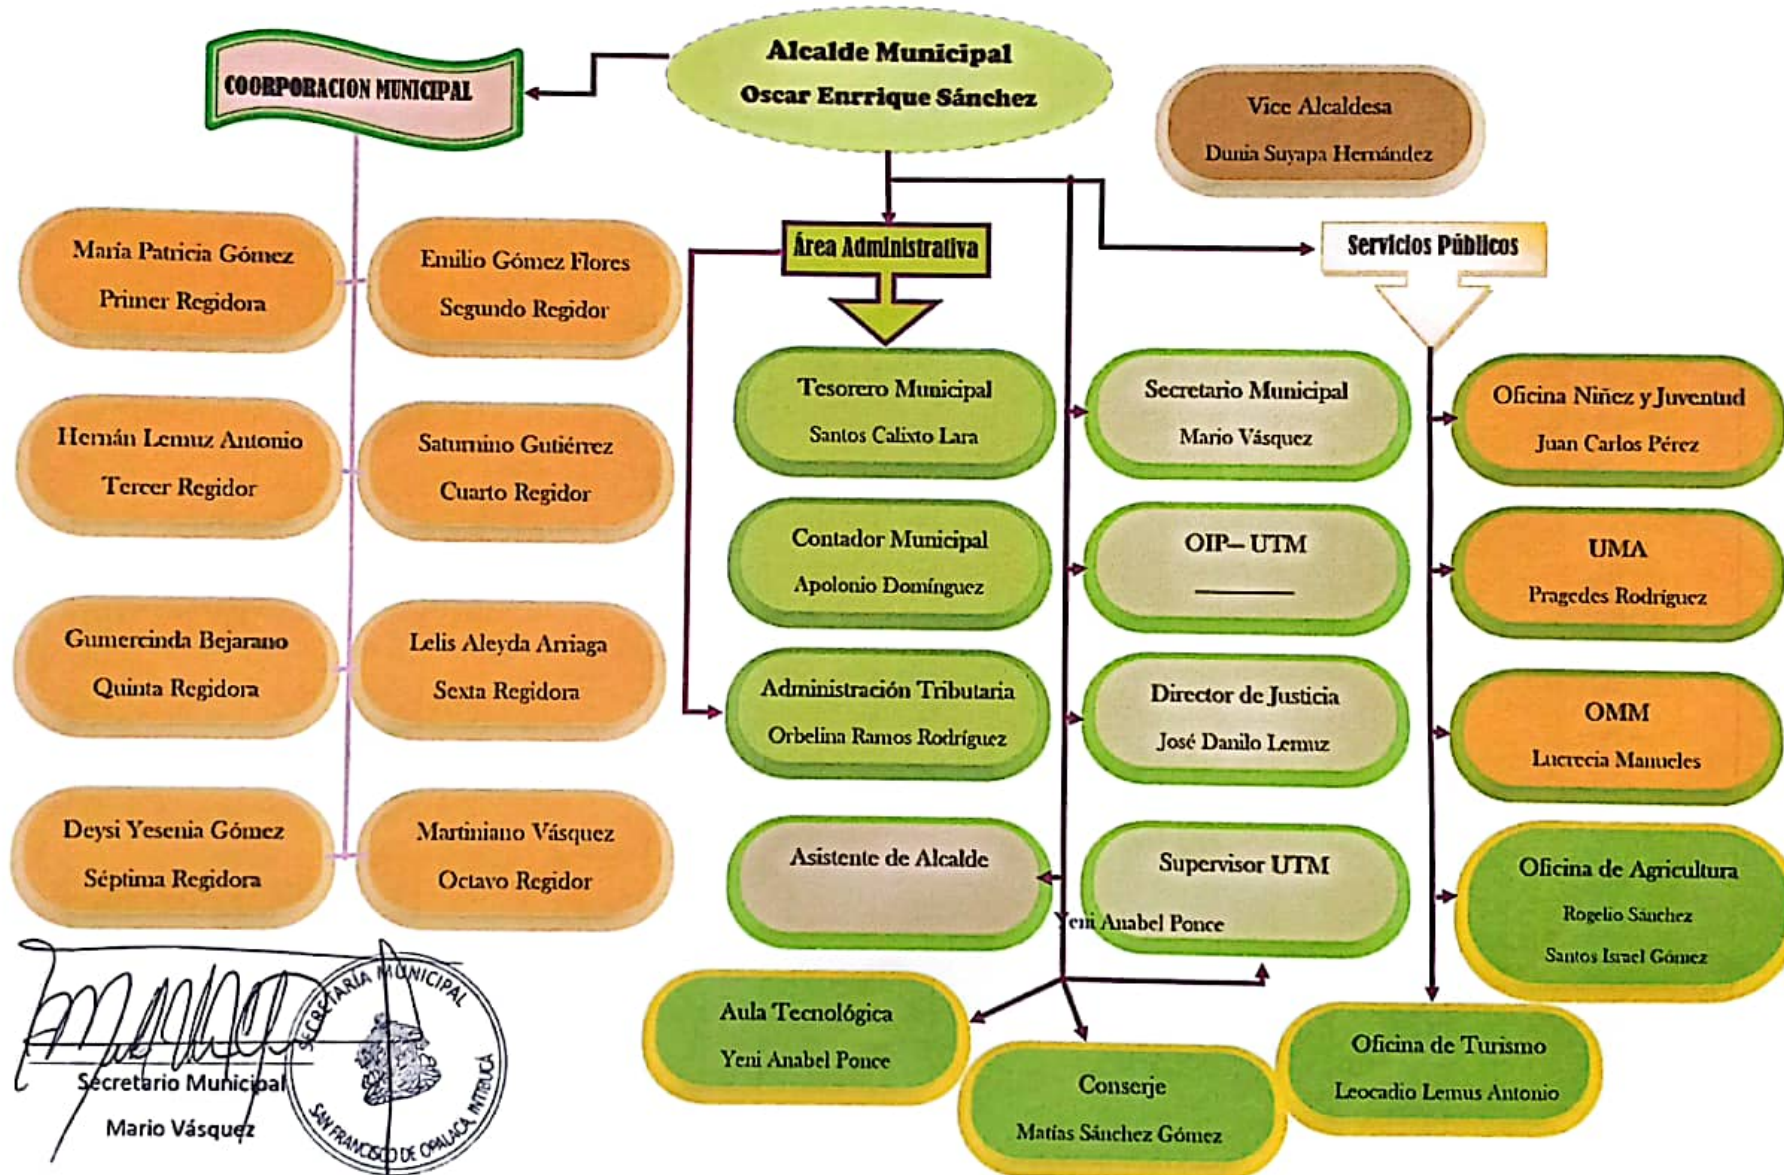 Alcalde Municipal
Oscar Enrrique Sánchez
COORPORACION MUNICIPAL
Vice Alcaldesa
Dunia Suyapa Hernández
María Patricia Gómez
Primer Regidora
Emilio Gómez Flores
Segundo Regidor
Hernán Lemuz Antonio
Tercer Regidor
Saturnino Gutiérrez
Cuarto Regidor
Gumercinda Bejarano
Quinta Regidora
Lelis Aleyda Arriaga
Sexta Regidora
Deysi Yesenia Gómez
Séptima Regidora
Martiniano Vásquez
Octavo Regidor
Área Administrativa
Tesorero Municipal
Santos Calixto Lara
Contador Municipal
Apolonio Domínguez
Administración Tributaria
Orbelina Ramos Rodríguez
Asistente de Alcalde
Secretario Municipal
Mario Vásquez
OIP– UTM
Director de Justicia
José Danilo Lemuz
Supervisor UTM
Yeni Anabel Ponce
Servicios Públicos
Oficina Niñez y Juventud
Juan Carlos Pérez
UMA
Pragedes Rodríguez
OMM
Lucrecia Manueles
Oficina de Agricultura
Rogelio Sánchez
Santos Israel Gómez
Oficina de Turismo
Leocadio Lemus Antonio
Aula Tecnológica
Yeni Anabel Ponce
Conserje
Matías Sánchez Gómez
Secretario Municipal
Mario Vásquez
SECRETARÍA MUNICIPAL
SAN FRANCISCO DE OPALACA, INTIBUCÁ